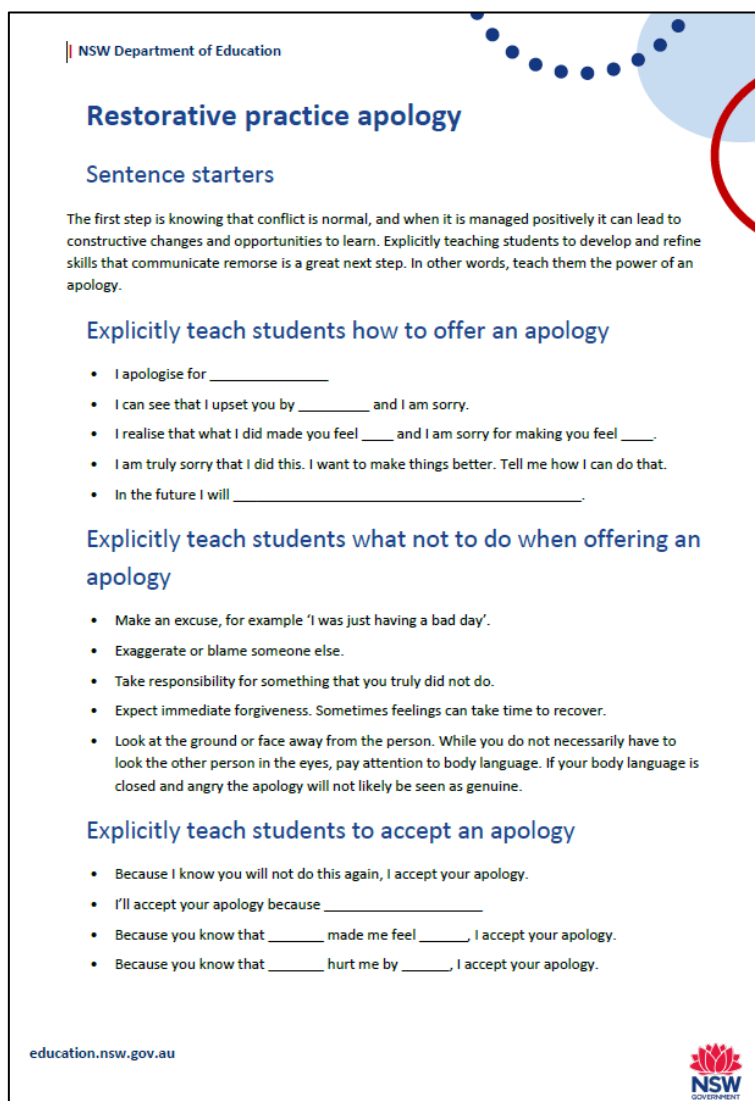 NSW Department of Education
Restorative practice apology
Sentence starters
The first step is knowing that conflict is normal, and when it is managed positively it can lead to
constructive changes and opportunities to learn. Explicitly teaching students to develop and refine
skills that communicate remorse is a great next step. In other words, teach them the power of an
apology.
Explicitly teach students how to offer an apology
• I apologise for _______________
• I can see that I upset you by _________ and I am sorry.
• I realise that what I did made you feel ____ and I am sorry for making you feel ____.
• I am truly sorry that I did this. I want to make things better. Tell me how I can do that.
• In the future I will ____________________________________________.
Explicitly teach students what not to do when offering an
apology
• Make an excuse, for example ‘I was just having a bad day’.
• Exaggerate or blame someone else.
• Take responsibility for something that you truly did not do.
• Expect immediate forgiveness. Sometimes feelings can take time to recover.
• Look at the ground or face away from the person. While you do not necessarily have to
look the other person in the eyes, pay attention to body language. If your body language is
closed and angry the apology will not likely be seen as genuine.
Explicitly teach students to accept an apology
• Because I know you will not do this again, I accept your apology.
• I’ll accept your apology because ____________________
• Because you know that _______ made me feel ______, I accept your apology.
• Because you know that _______ hurt me by ______, I accept your apology.
education.nsw.gov.au
NSW
GOVERNMENT